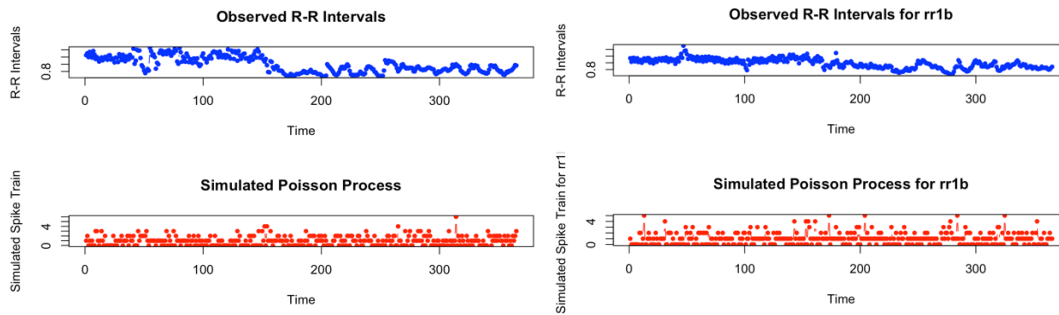 Observed R-R Intervals
R-R Intervals
0.8
0 100 200 300
Time
Observed R-R Intervals for rr1b
R-R Intervals
0.8
0 100 200 300
Time
Simulated Poisson Process
Simulated Spike Train
0 4
0 100 200 300
Time
Simulated Poisson Process for rr1b
Simulated Spike Train for rr1
0 4
0 100 200 300
Time